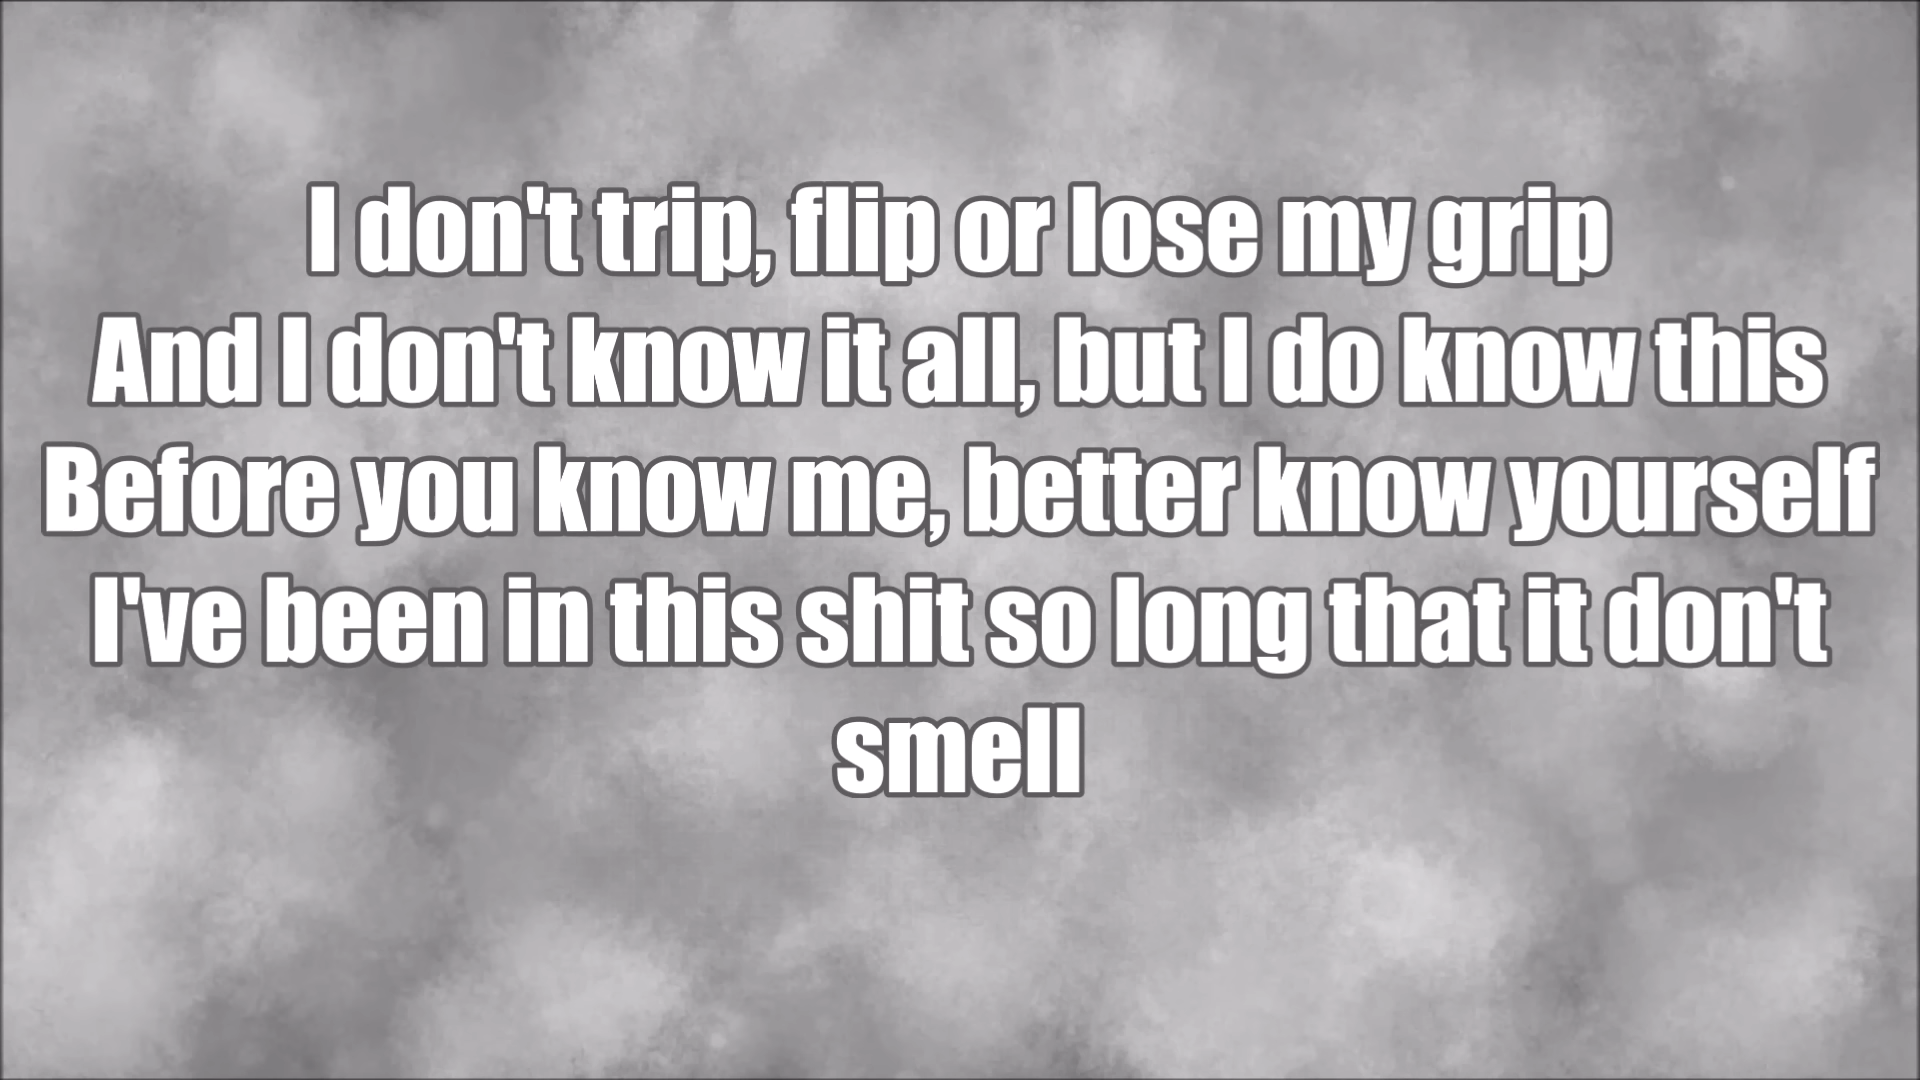 I don't trip, flip or lose my grip
And I don't know it all, but I do know this
Before you know me, better know yourself
I've been in this shit so long that it don't
smell